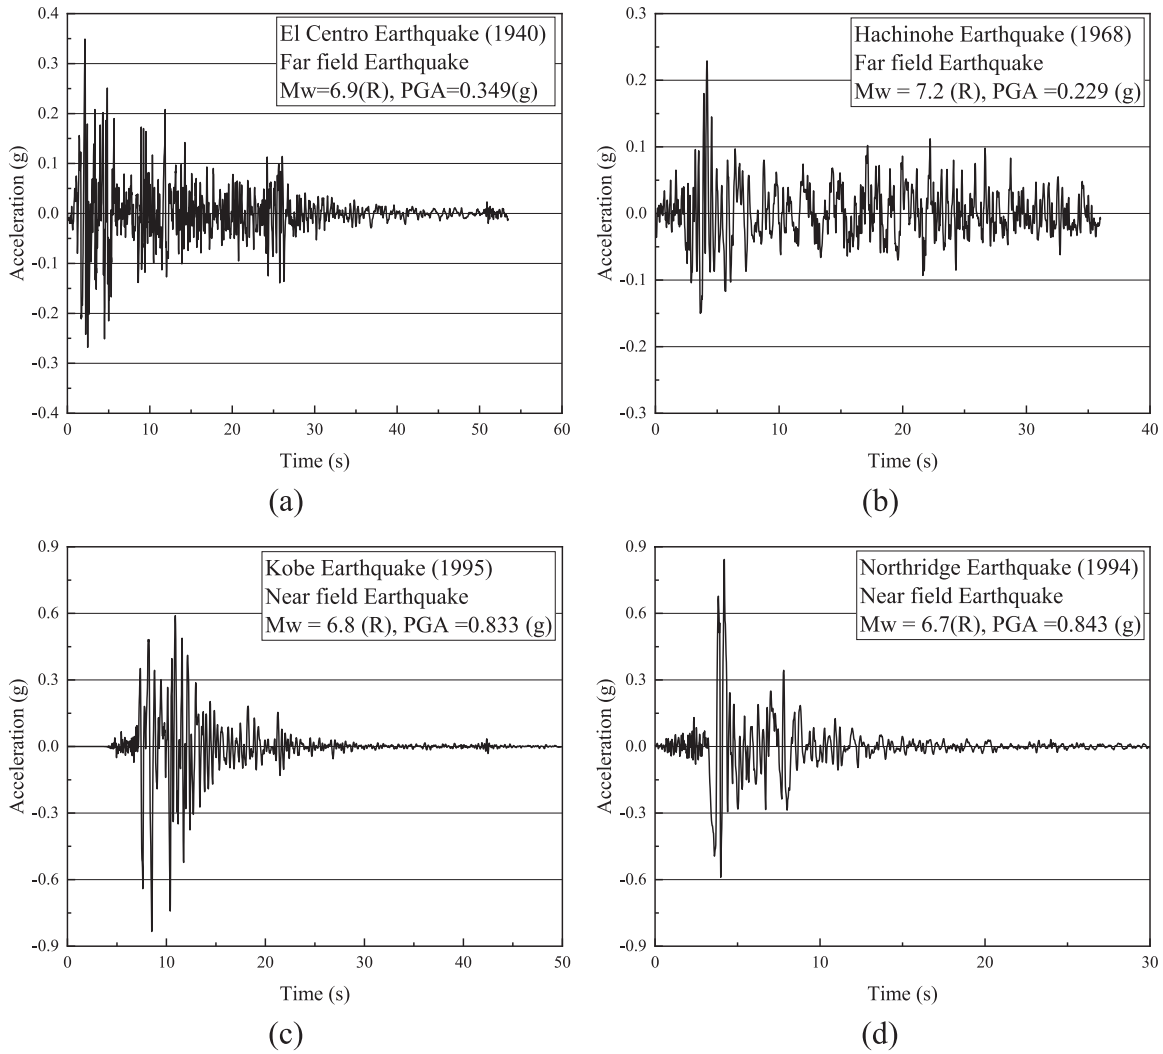 El Centro Earthquake (1940)
Far field Earthquake
Mw=6.9(R), PGA=0.349(g)
0.4
0.3
0.2
0.1
0.0
-0.1
-0.2
-0.3
-0.4
Acceleration (g)
0 10 20 30 40 50 60
Time (s)
(a)
Hachinohe Earthquake (1968)
Far field Earthquake
Mw = 7.2 (R), PGA =0.229 (g)
0.3
0.2
0.1
0.0
-0.1
-0.2
-0.3
Acceleration (g)
0 10 20 30 40
Time (s)
(b)
Kobe Earthquake (1995)
Near field Earthquake
Mw = 6.8 (R), PGA =0.833 (g)
0.9
0.6
0.3
0.0
-0.3
-0.6
-0.9
Acceleration (g)
0 10 20 30 40 50
Time (s)
(c)
Northridge Earthquake (1994)
Near field Earthquake
Mw = 6.7(R), PGA =0.843 (g)
0.9
0.6
0.3
0.0
-0.3
-0.6
-0.9
Acceleration (g)
0 10 20 30
Time (s)
(d)